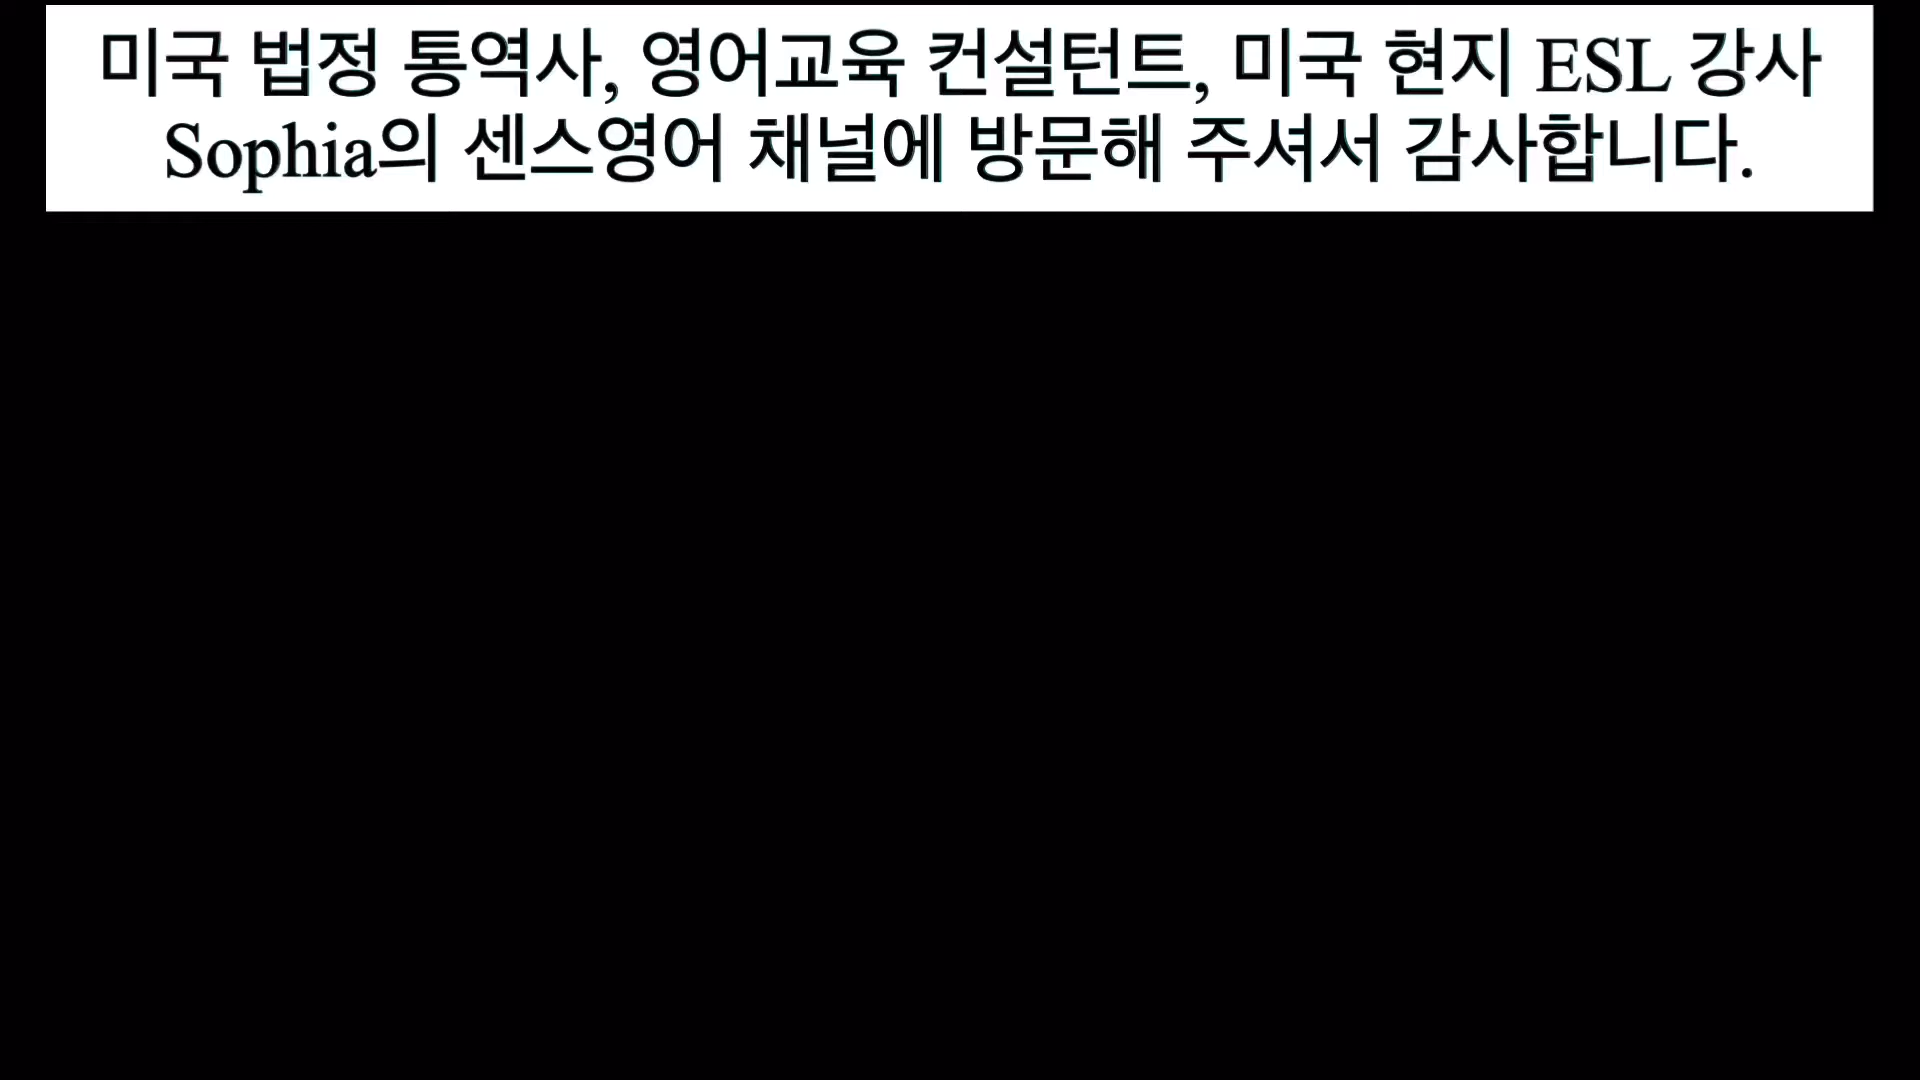 미국 법정 통역사, 영어교육 컨설턴트, 미국 현지 ESL 강사
Sophia의 센스영어 채널에 방문해 주셔서 감사합니다.